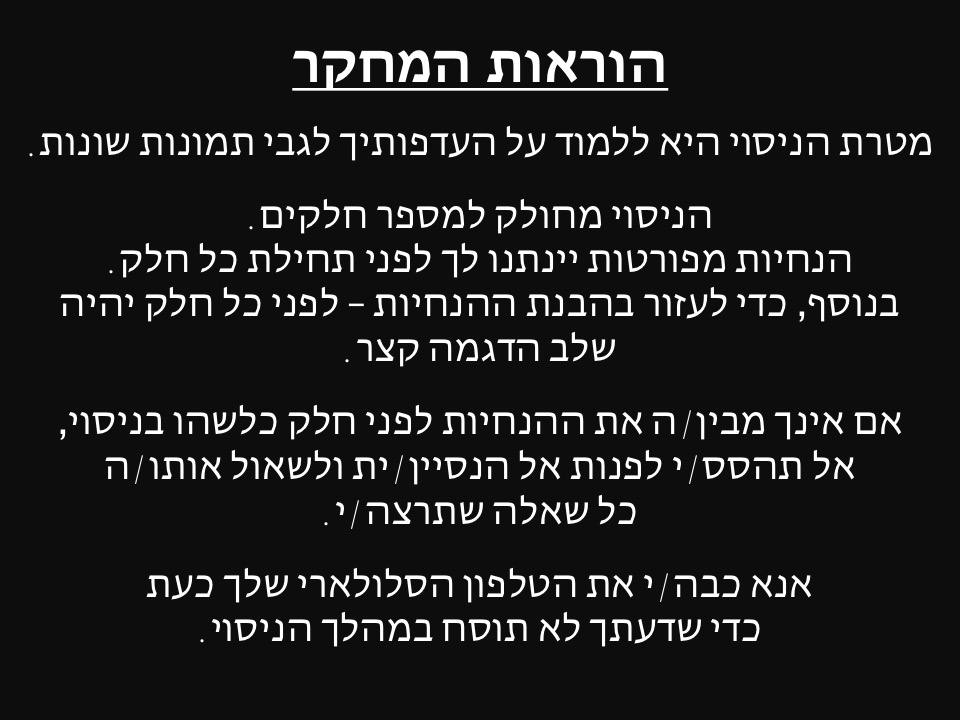 הוראות המחקר
מטרת הניסוי היא ללמוד על העדפותיך לגבי תמונות שונות.
הניסוי מחולק למספר חלקים.
הנחיות מפורטות יינתנו לך לפני תחילת כל חלק.
בנוסף, כדי לעזור בהבנת ההנחיות – לפני כל חלק יהיה
שלב הדגמה קצר.
אם אינך מבין/ה את ההנחיות לפני חלק כלשהו בניסוי,
אל תהסס/י לפנות אל הנסיין/ית ולשאול אותו/ה
כל שאלה שתרצה/י.
אנא כבה/י את הטלפון הסלולארי שלך כעת
כדי שדעתך לא תוסח במהלך הניסוי.